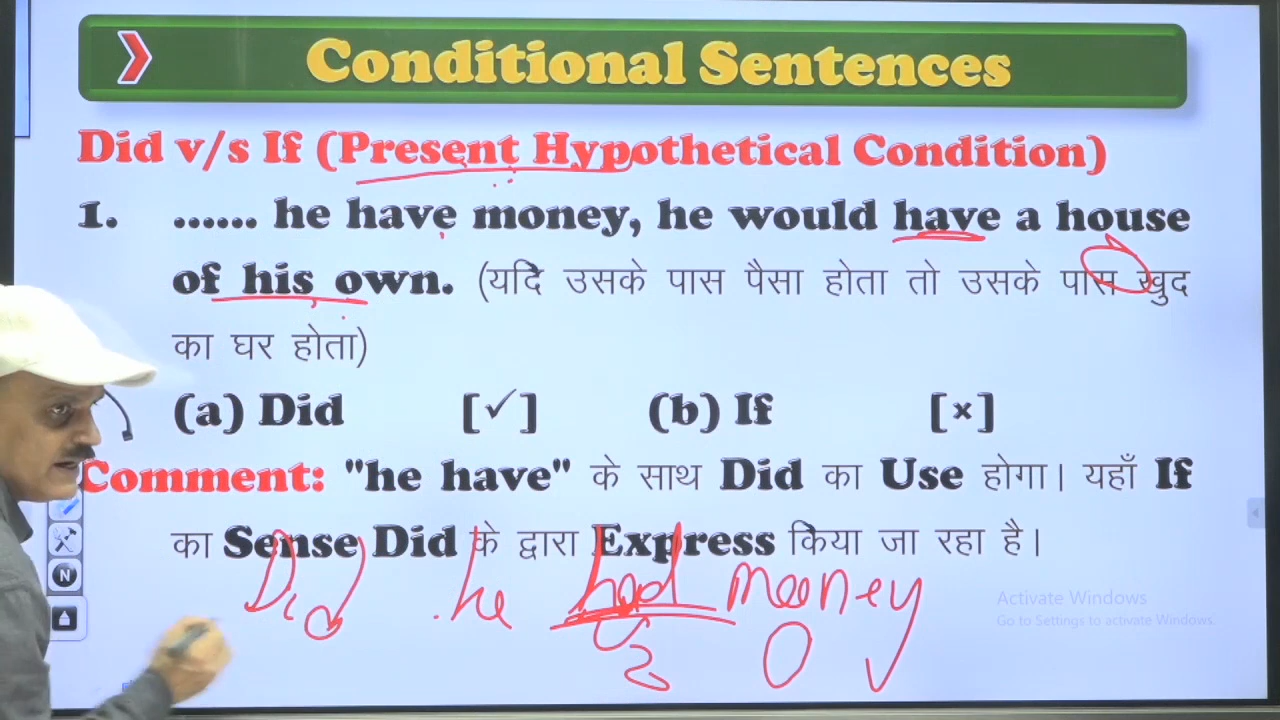 Conditional Sentences
Did v/s If (Present Hypothetical Condition)
1. ...... he have money, he would have a house
of his own. (यदि उसके पास पैसा होता तो उसके पास खुद
का घर होता)
(a) Did [✓] (b) If [×]
Comment: "he have" के साथ Did का Use होगा। यहाँ If
का Sense Did के द्वारा Express किया जा रहा है।
Did he had money
Activate Windows
Go to Settings to activate Windows.
N